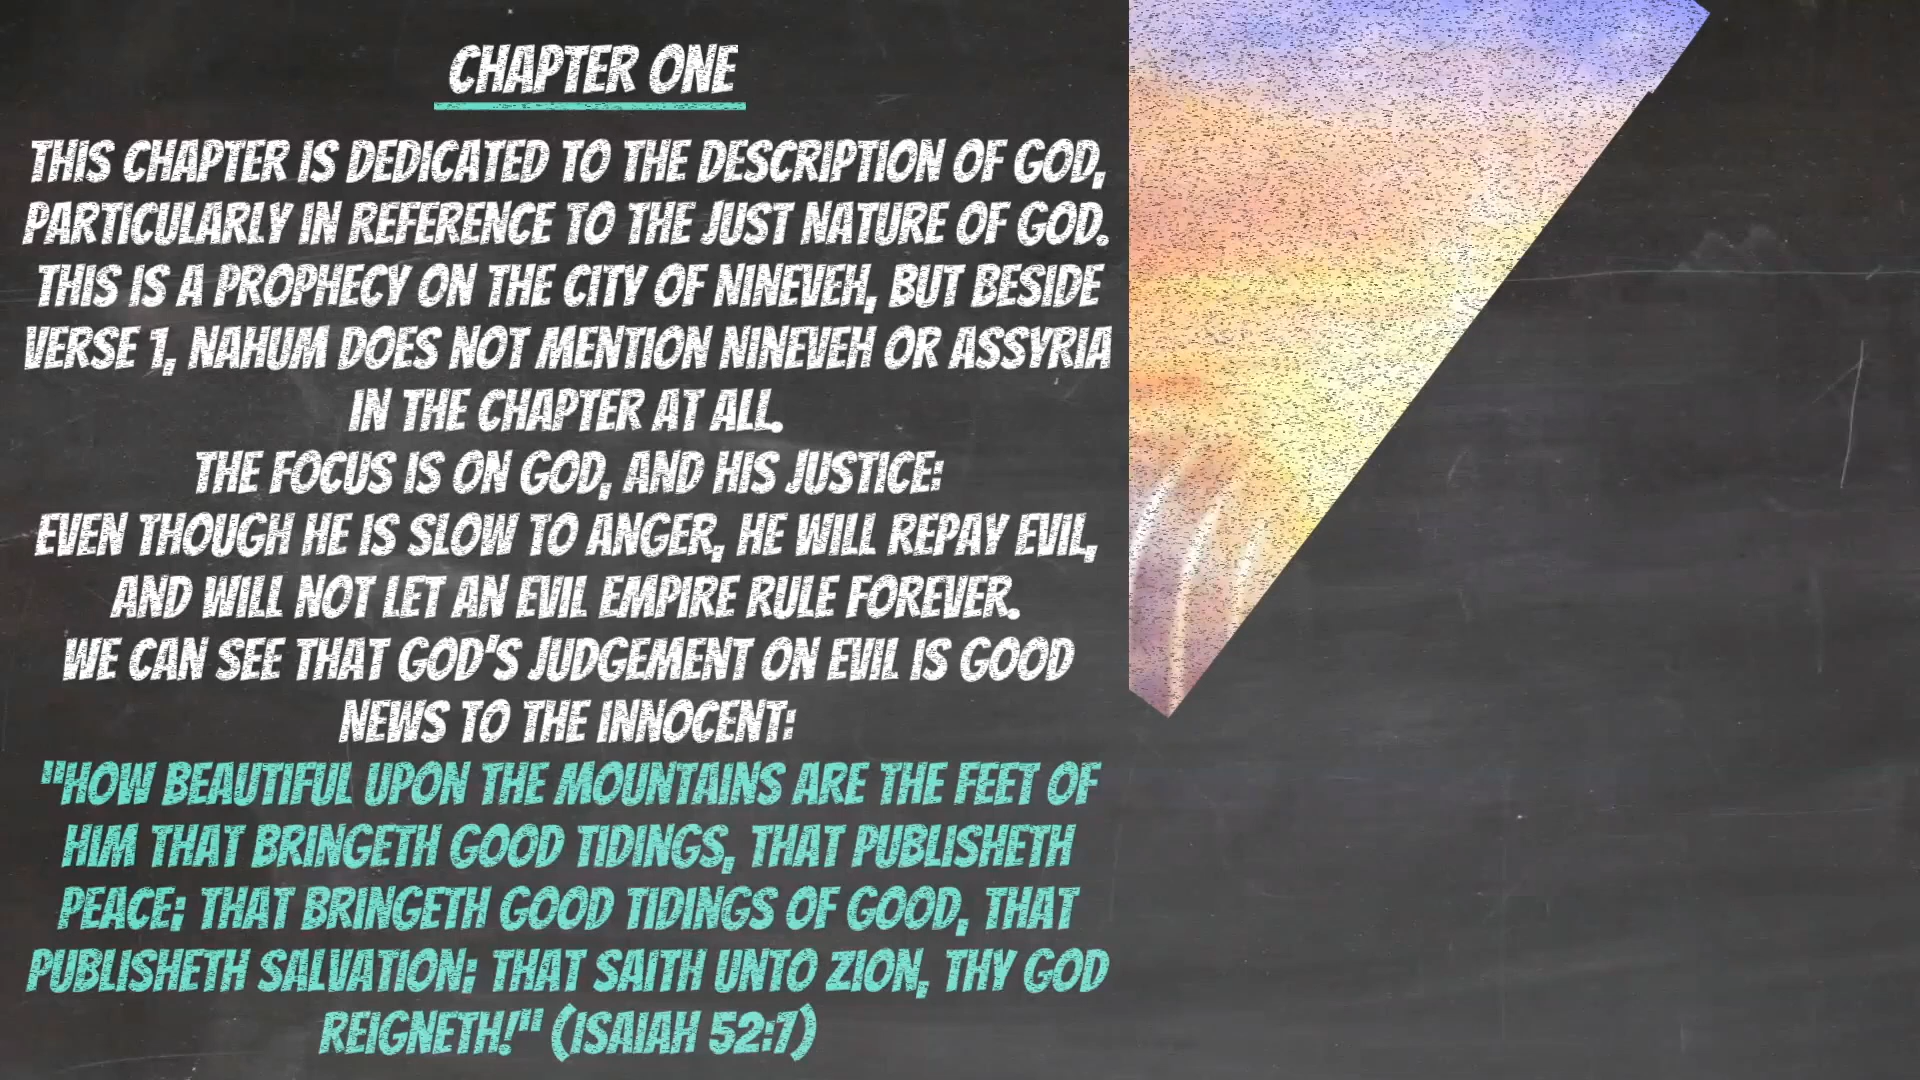 CHAPTER ONE
THIS CHAPTER IS DEDICATED TO THE DESCRIPTION OF GOD,
PARTICULARLY IN REFERENCE TO THE JUST NATURE OF GOD.
THIS IS A PROPHECY ON THE CITY OF NINEVEH, BUT BESIDE
VERSE 1, NAHUM DOES NOT MENTION NINEVEH OR ASSYRIA
IN THE CHAPTER AT ALL.
THE FOCUS IS ON GOD, AND HIS JUSTICE:
EVEN THOUGH HE IS SLOW TO ANGER, HE WILL REPAY EVIL,
AND WILL NOT LET AN EVIL EMPIRE RULE FOREVER.
WE CAN SEE THAT GOD'S JUDGEMENT ON EVIL IS GOOD
NEWS TO THE INNOCENT:
"HOW BEAUTIFUL UPON THE MOUNTAINS ARE THE FEET OF
HIM THAT BRINGETH GOOD TIDINGS, THAT PUBLISHETH
PEACE; THAT BRINGETH GOOD TIDINGS OF GOOD, THAT
PUBLISHETH SALVATION; THAT SAITH UNTO ZION, THY GOD
REIGNETH!" (ISAIAH 52:7)